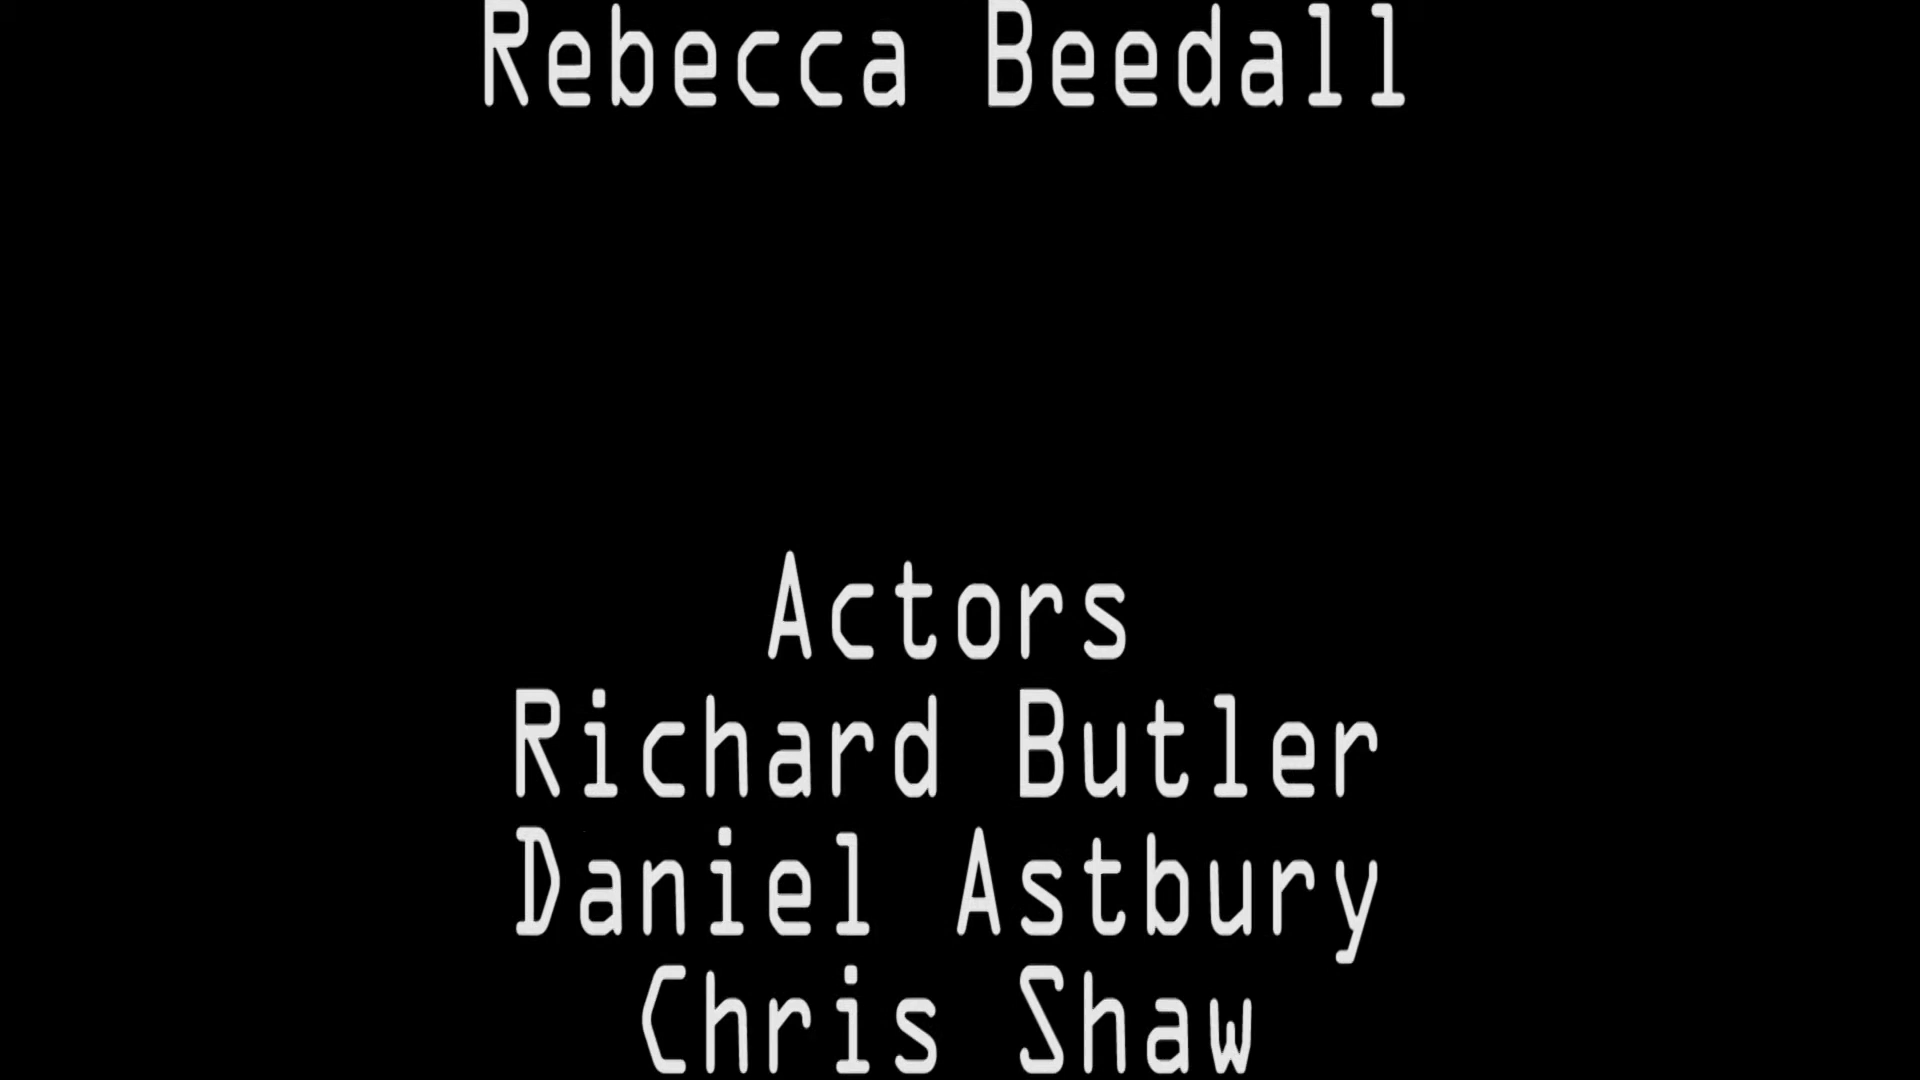 Rebecca Beedall
Actors
Richard Butler
Daniel Astbury
Chris Shaw